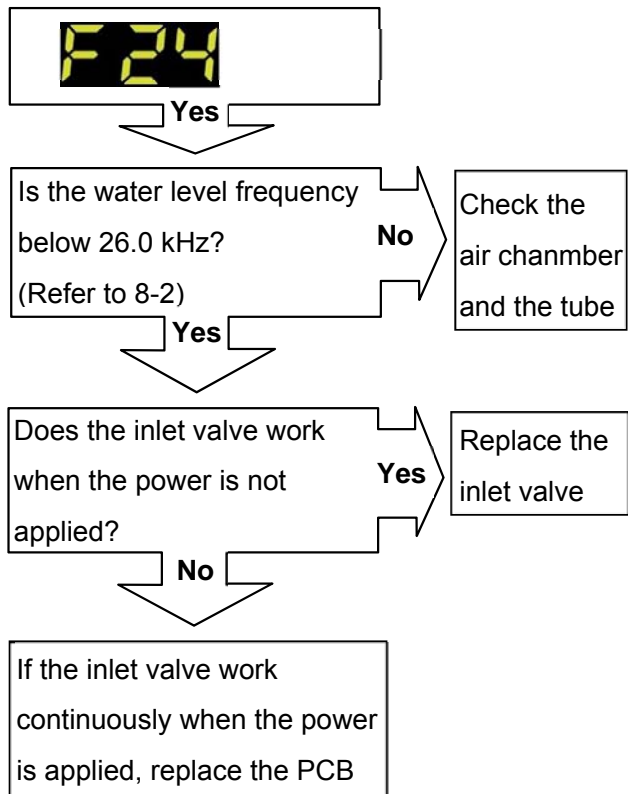 F24
Yes
Is the water level frequency
below 26.0 kHz?
(Refer to 8-2)
No
Check the
air chanmber
and the tube
Yes
Does the inlet valve work
when the power is not
applied?
Yes
Replace the
inlet valve
No
If the inlet valve work
continuously when the power
is applied, replace the PCB